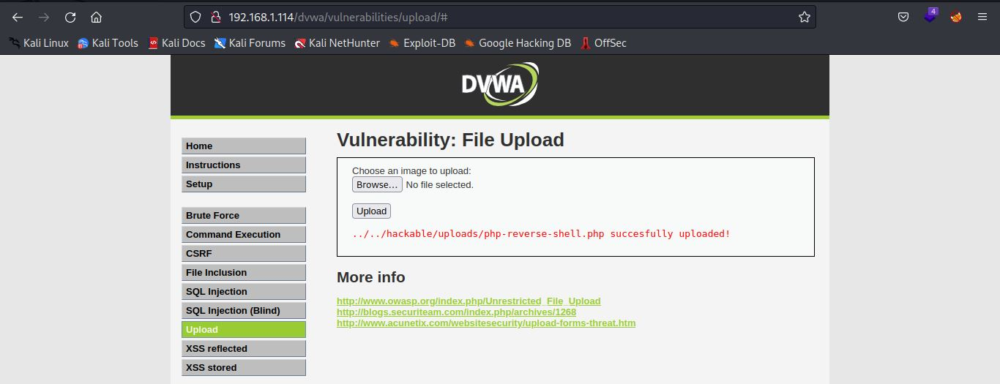 192.168.1.114/dvwa/vulnerabilities/upload/#
4
Kali Linux Kali Tools Kali Docs Kali Forums Kali NetHunter Exploit-DB Google Hacking DB OffSec
DVWA
Home
Instructions
Setup
Brute Force
Command Execution
CSRF
File Inclusion
SQL Injection
SQL Injection (Blind)
Upload
XSS reflected
XSS stored
Vulnerability: File Upload
Choose an image to upload:
Browse... No file selected.
Upload
../../hackable/uploads/php-reverse-shell.php succesfully uploaded!
More info
http://www.owasp.org/index.php/Unrestricted_File_Upload
http://blogs.securiteam.com/index.php/archives/1268
http://www.acunetix.com/websitesecurity/upload-forms-threat.htm